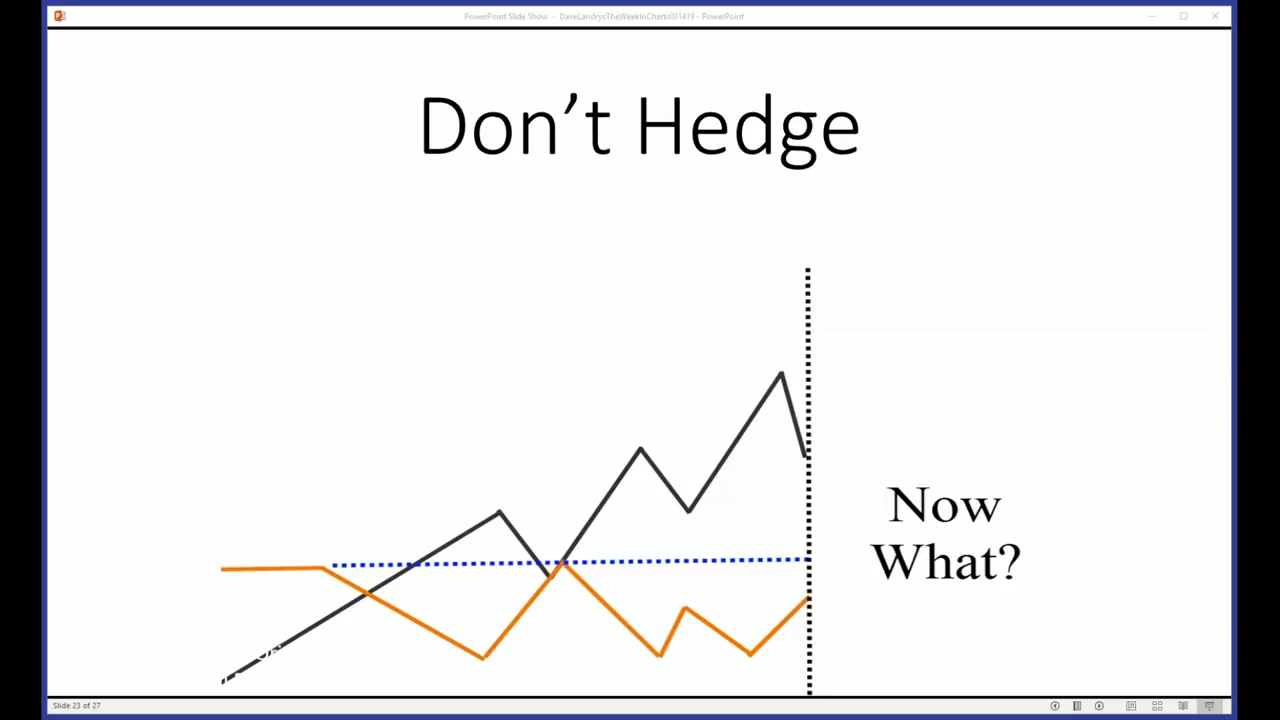 PowerPoint Slide Show - DaveLandrysTheWeekInCharts031419 - PowerPoint
Don’t Hedge
Now
What?
Slide 23 of 27